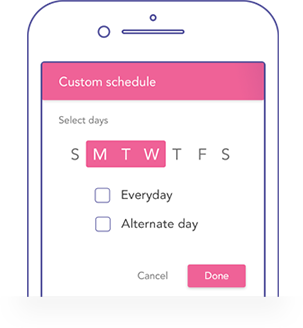 Custom schedule
Select days
S M T W T F S
Everyday
Alternate day
Cancel Done